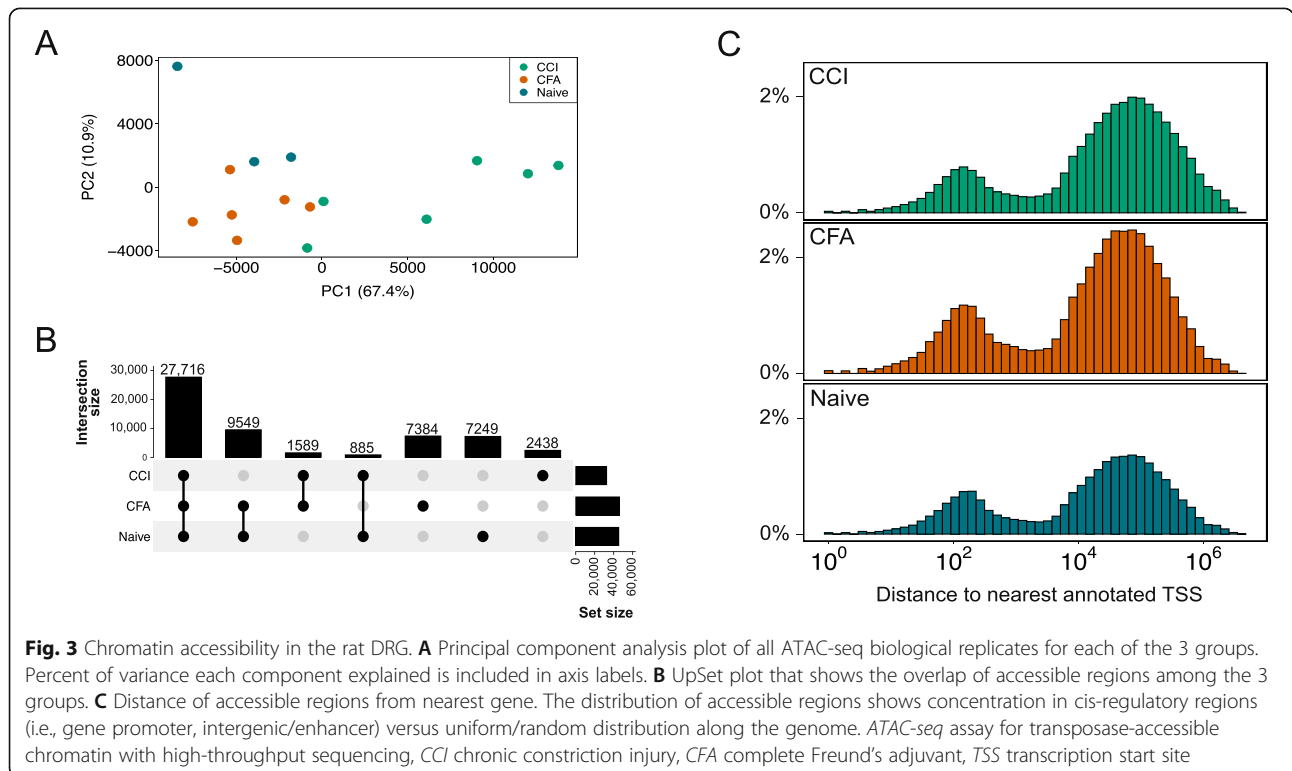 A
8000
4000
0
−4000
PC2 (10.9%)
CCI
CFA
Naive
−5000 0 5000 10000
PC1 (67.4%)
B
30,000
20,000
10,000
0
Intersection size
27,716 9549 1589 885 7384 7249 2438
CCI
CFA
Naive
0 20,000 40,000 60,000
Set size
C
CCI
2%
0%
CFA
2%
0%
Naive
2%
0%
10⁰ 10² 10⁴ 10⁶
Distance to nearest annotated TSS
Fig. 3 Chromatin accessibility in the rat DRG. A Principal component analysis plot of all ATAC-seq biological replicates for each of the 3 groups.
Percent of variance each component explained is included in axis labels. B UpSet plot that shows the overlap of accessible regions among the 3
groups. C Distance of accessible regions from nearest gene. The distribution of accessible regions shows concentration in cis-regulatory regions
(i.e., gene promoter, intergenic/enhancer) versus uniform/random distribution along the genome. ATAC-seq assay for transposase-accessible
chromatin with high-throughput sequencing, CCI chronic constriction injury, CFA complete Freund's adjuvant, TSS transcription start site